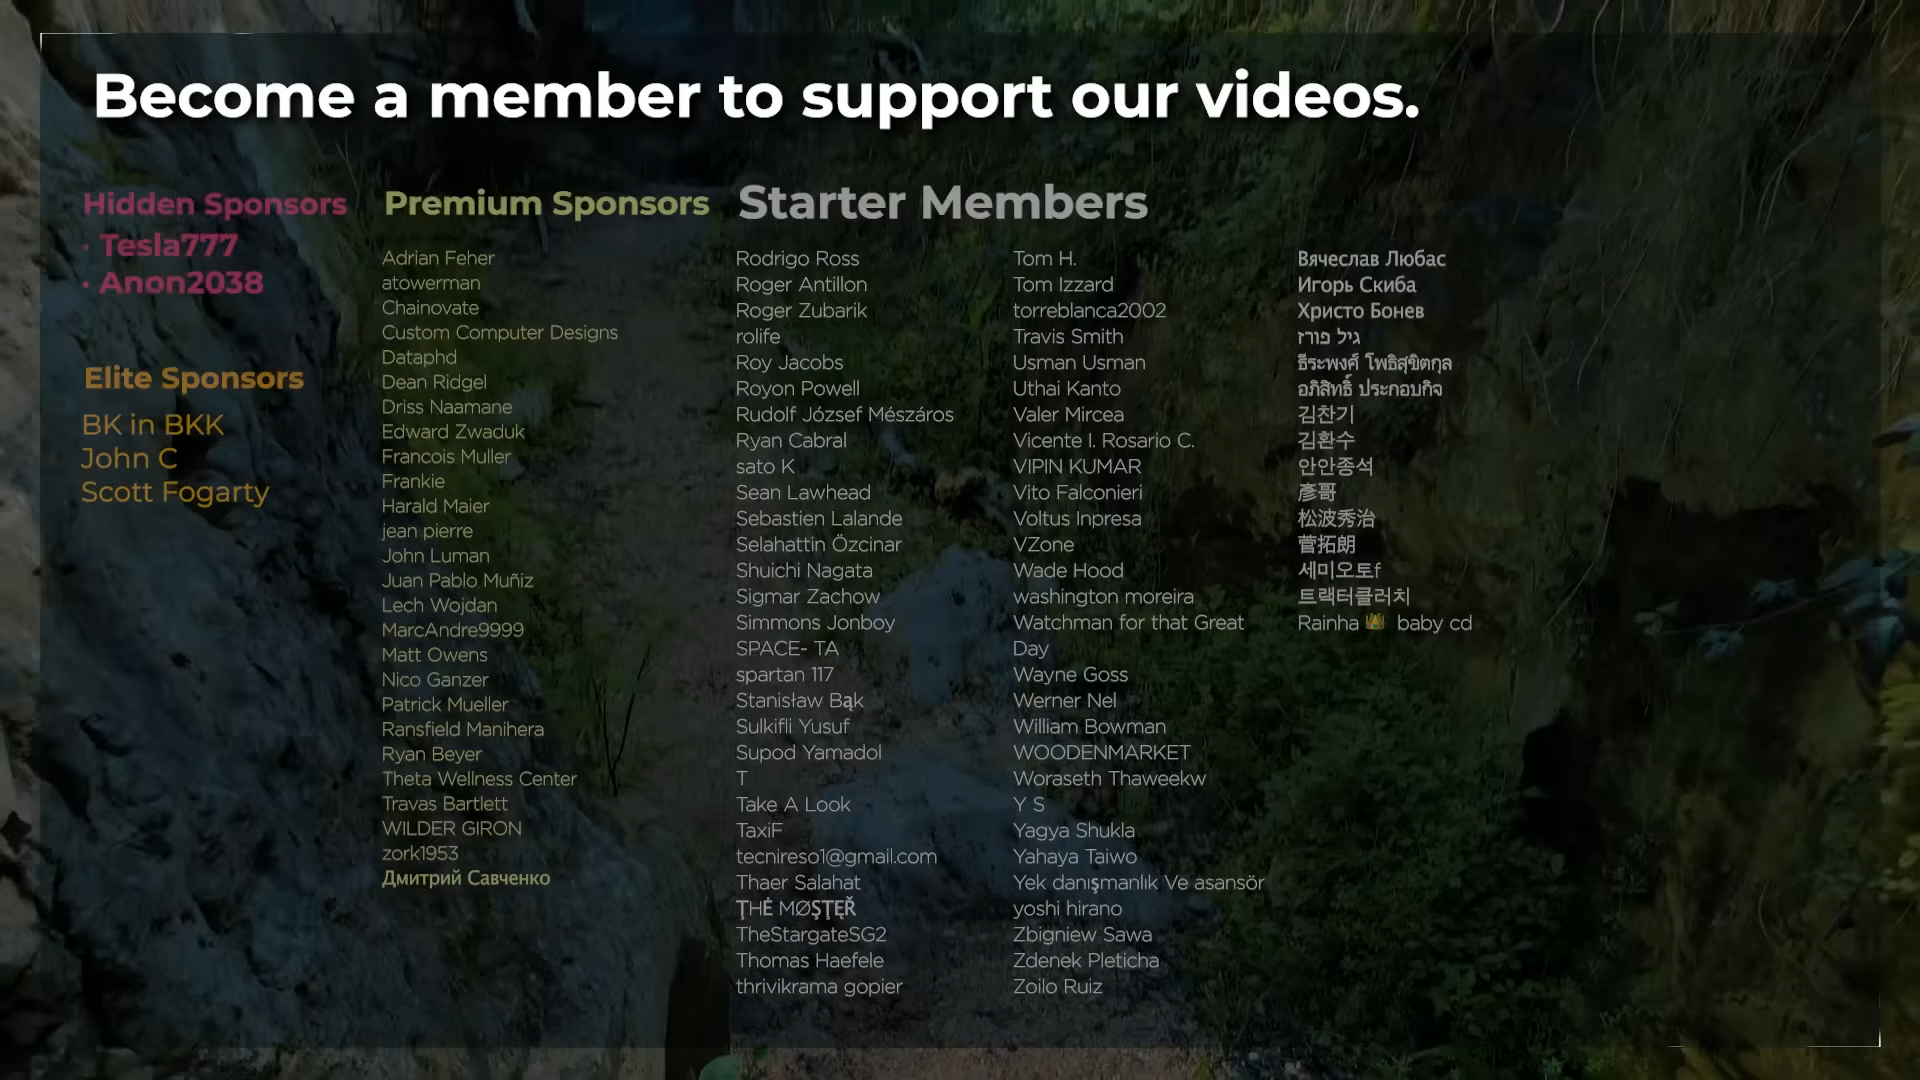 Become a member to support our videos.
Hidden Sponsors
· Tesla777
· Anon2038
Elite Sponsors
BK in BKK
John C
Scott Fogarty
Premium Sponsors
Adrian Feher
atowerman
Chainovate
Custom Computer Designs
Dataphd
Dean Ridgel
Driss Naamane
Edward Zwaduk
Francois Muller
Frankie
Harald Maier
jean pierre
John Luman
Juan Pablo Muñiz
Lech Wojdan
MarcAndre9999
Matt Owens
Nico Ganzer
Patrick Mueller
Ransfield Manihera
Ryan Beyer
Theta Wellness Center
Travas Bartlett
WILDER GIRON
zork1953
Дмитрий Савченко
Starter Members
Rodrigo Ross
Roger Antillon
Roger Zubarik
rolife
Roy Jacobs
Royon Powell
Rudolf József Mészáros
Ryan Cabral
sato K
Sean Lawhead
Sebastien Lalande
Selahattin Özcinar
Shuichi Nagata
Sigmar Zachow
Simmons Jonboy
SPACE- TA
spartan 117
Stanisław Bąk
Sulkifli Yusuf
Supod Yamadol
T
Take A Look
TaxiF
tecnireso1@gmail.com
Thaer Salahat
ŢHĖ MØŞŢĘŘ
TheStargateSG2
Thomas Haefele
thrivikrama gopier
Tom H.
Tom Izzard
torreblanca2002
Travis Smith
Usman Usman
Uthai Kanto
Valer Mircea
Vicente I. Rosario C.
VIPIN KUMAR
Vito Falconieri
Voltus Inpresa
VZone
Wade Hood
washington moreira
Watchman for that Great
Day
Wayne Goss
Werner Nel
William Bowman
WOODENMARKET
Woraseth Thaweekw
Y S
Yagya Shukla
Yahaya Taiwo
Yek danışmanlık Ve asansör
yoshi hirano
Zbigniew Sawa
Zdenek Pleticha
Zoilo Ruiz
Вячеслав Любас
Игорь Скиба
Христо Бонев
גיל פורז
ธีระพงศ์ โพธิสุขิตกุล
อภิสิทธิ์ ประกอบกิจ
김찬기
김환수
안안종석
彥哥
松波秀治
菅拓朗
세미오토f
트랙터클러치
Rainha 👑 baby cd